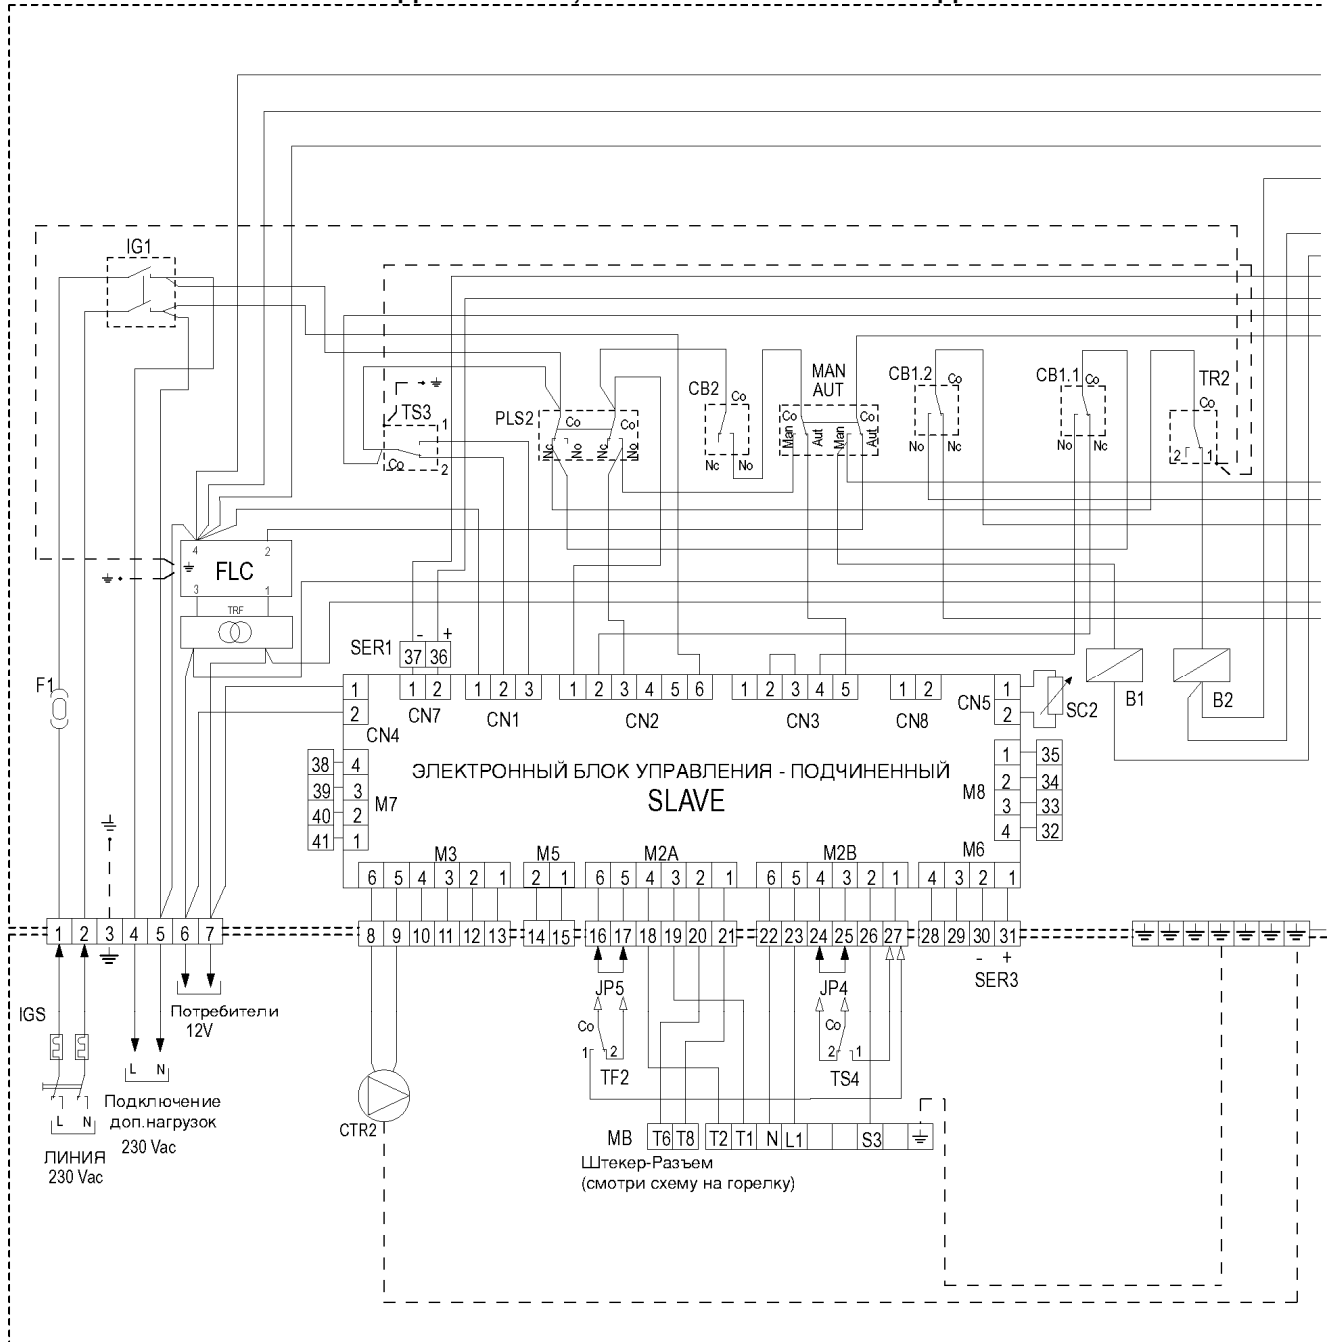 IG1
MAN
AUT
CB1.2
Co
CB1.1
Co
TR2
CB2
Co
Co
PLS2
Co
Co
Co
Co
TS3
1
2
Co
Nc
No
Nc
No
Nc
No
Man
Aut
Man
Aut
No
Nc
No
Nc
2
1
4
2
FLC
3
1
TRF
SER1
-
+
37 36
F1
1
2
CN4
1 2
CN7
1 2 3
CN1
1 2 3 4 5 6
CN2
1 2 3 4 5
CN3
1 2
CN8
CN5
1
2
SC2
B1
B2
38 4
39 3
40 2
41 1
M7
ЭЛЕКТРОННЫЙ БЛОК УПРАВЛЕНИЯ - ПОДЧИНЕННЫЙ
SLAVE
M8
1 35
2 34
3 33
4 32
M3
M5
M2A
M2B
M6
6 5 4 3 2 1
2 1
6 5 4 3 2 1
6 5 4 3 2 1
4 3 2 1
1 2 3 4 5 6 7
8 9 10 11 12 13
14 15
16 17 18 19 20 21
22 23 24 25 26 27
28 29 30 31
- +
SER3
JP5
JP4
IGS
Потребители
12V
Co
1 2
TF2
Co
2 1
TS4
L N
L N
Подключение
доп.нагрузок
230 Vac
ЛИНИЯ
230 Vac
CTR2
MB
T6 T8
T2 T1 N L1 S3
Штекер-Разъем
(смотри схему на горелку)